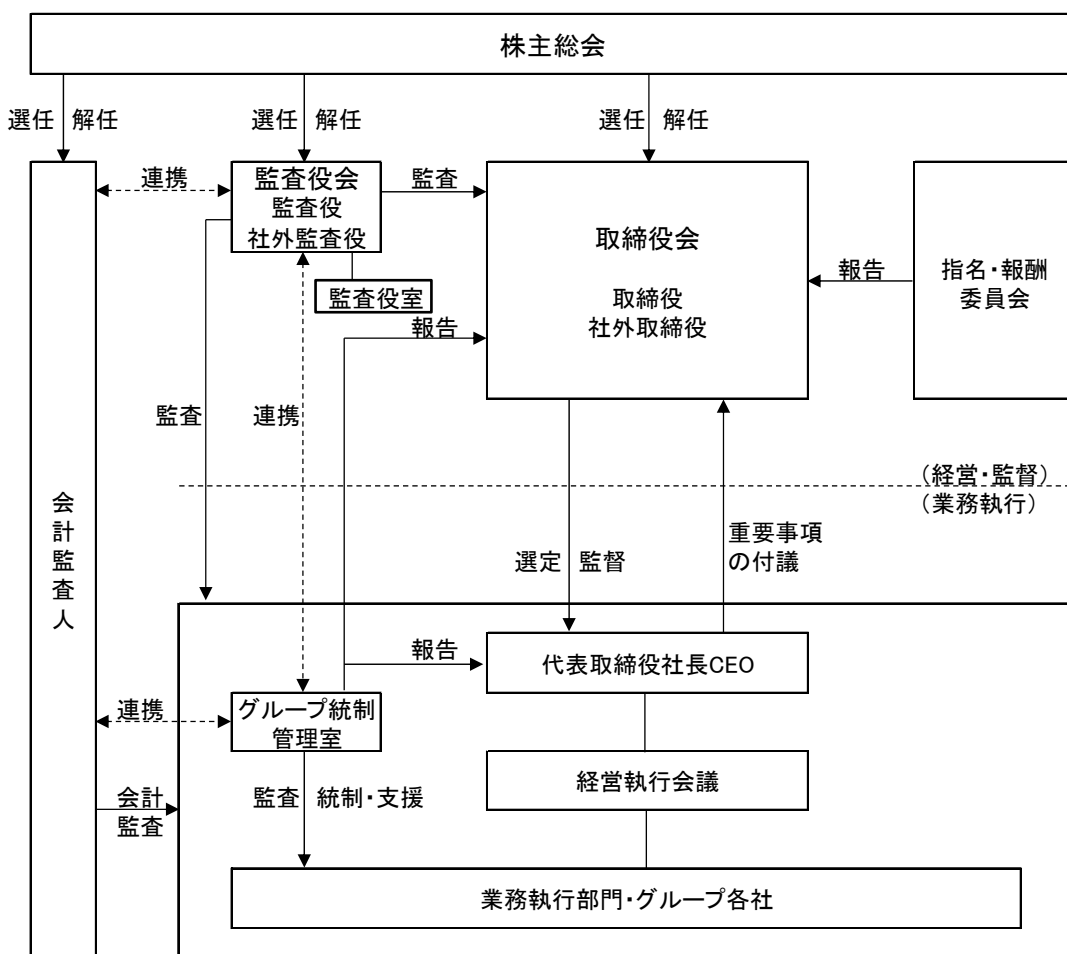 株主総会
選任 解任
選任 解任
選任 解任
連携
監査役会
監査役
社外監査役
監査
取締役会
取締役
社外取締役
報告
指名・報酬
委員会
監査役室
報告
監査
連携
(経営・監督)
(業務執行)
会計監査人
選定 監督
重要事項
の付議
報告
代表取締役社長CEO
連携
グループ統制
管理室
経営執行会議
会計
監査
監査 統制・支援
業務執行部門・グループ各社